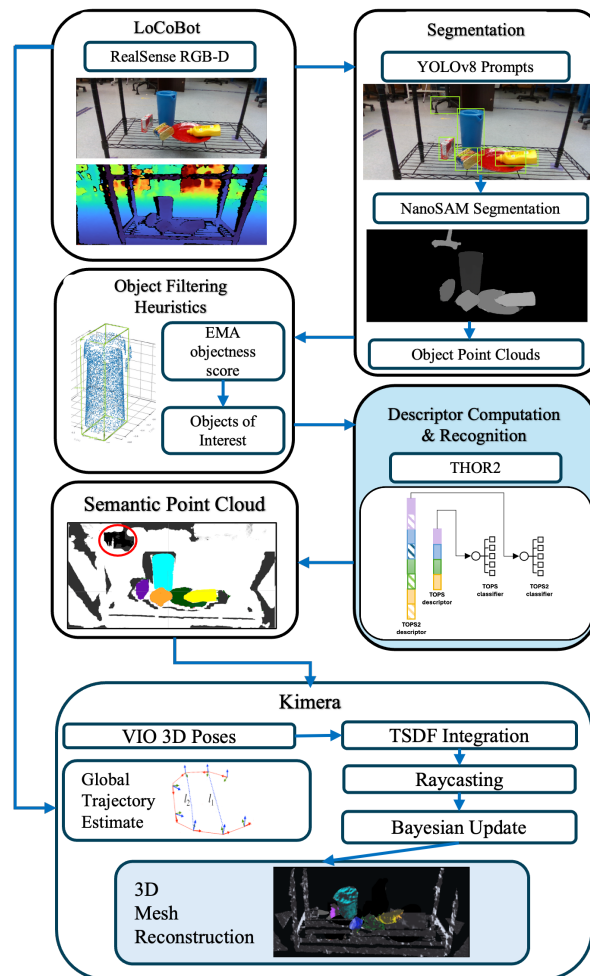 LoCoBot
RealSense RGB-D
Segmentation
YOLOv8 Prompts
NanoSAM Segmentation
Object Point Clouds
Object Filtering
Heuristics
EMA
objectness
score
Objects of
Interest
Descriptor Computation
& Recognition
THOR2
TOPS2
descriptor
TOPS
descriptor
TOPS
classifier
TOPS2
classifier
Semantic Point Cloud
Kimera
VIO 3D Poses
TSDF Integration
Global
Trajectory
Estimate
l2
l1
Raycasting
Bayesian Update
3D
Mesh
Reconstruction